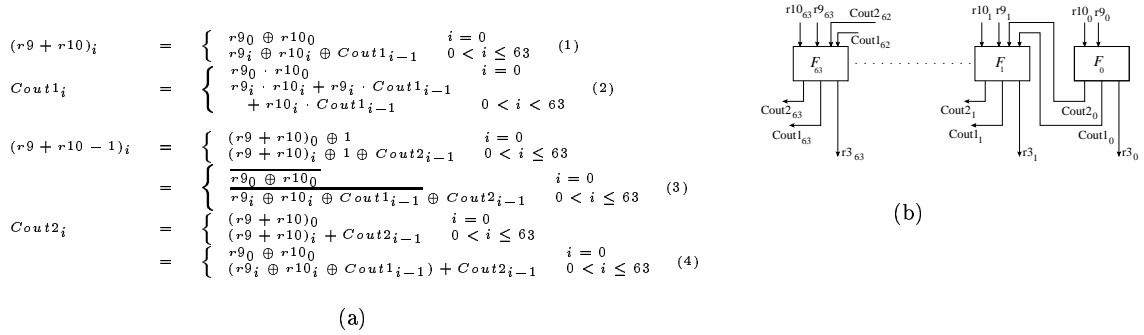 (r9 + r10)_i = { r9_0 ⊕ r10_0 i = 0
r9_i ⊕ r10_i ⊕ Cout1_{i−1} 0 < i ≤ 63 (1)
Cout1_i = { r9_0 · r10_0 i = 0
r9_i · r10_i + r9_i · Cout1_{i−1} (2)
+ r10_i · Cout1_{i−1} 0 < i < 63
(r9 + r10 − 1)_i = { (r9 + r10)_0 ⊕ 1 i = 0
(r9 + r10)_i ⊕ 1 ⊕ Cout2_{i−1} 0 < i ≤ 63
= { \overline{r9_0 ⊕ r10_0} i = 0
\overline{r9_i ⊕ r10_i ⊕ Cout1_{i−1}} ⊕ Cout2_{i−1} 0 < i ≤ 63 (3)
Cout2_i = { (r9 + r10)_0 i = 0
(r9 + r10)_i + Cout2_{i−1} 0 < i ≤ 63
= { r9_0 ⊕ r10_0 i = 0
(r9_i ⊕ r10_i ⊕ Cout1_{i−1}) + Cout2_{i−1} 0 < i ≤ 63 (4)
(a)
r10_63 r9_63 Cout2_62
Cout1_62
r10_1 r9_1
r10_0 r9_0
F_63 F_1 F_0
Cout2_63 Cout2_1 Cout2_0
Cout1_63 Cout1_1 Cout1_0
r3_63 r3_1 r3_0
(b)